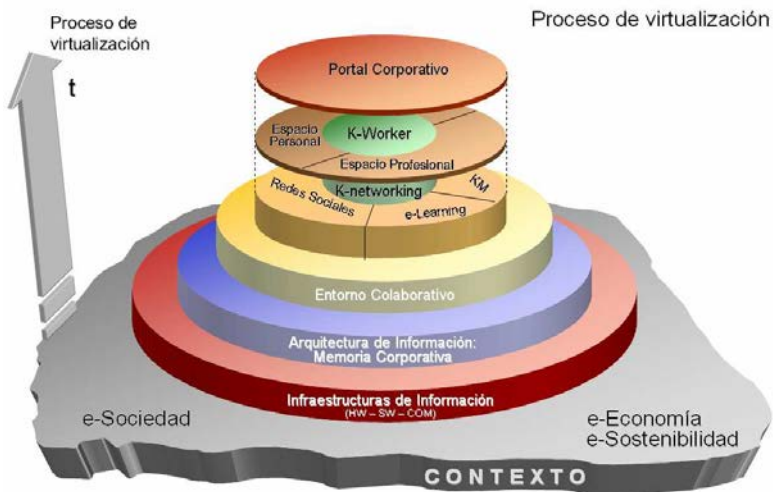 Proceso de
virtualización
Proceso de virtualización
t
Portal Corporativo
Espacio
Personal
K-Worker
Espacio Profesional
K-networking
KM
Redes Sociales
e-Learning
Entorno Colaborativo
Arquitectura de Información:
Memoria Corporativa
Infraestructuras de Información
(HW – SW – COM)
e-Sociedad
e-Economía
e-Sostenibilidad
CONTEXTO